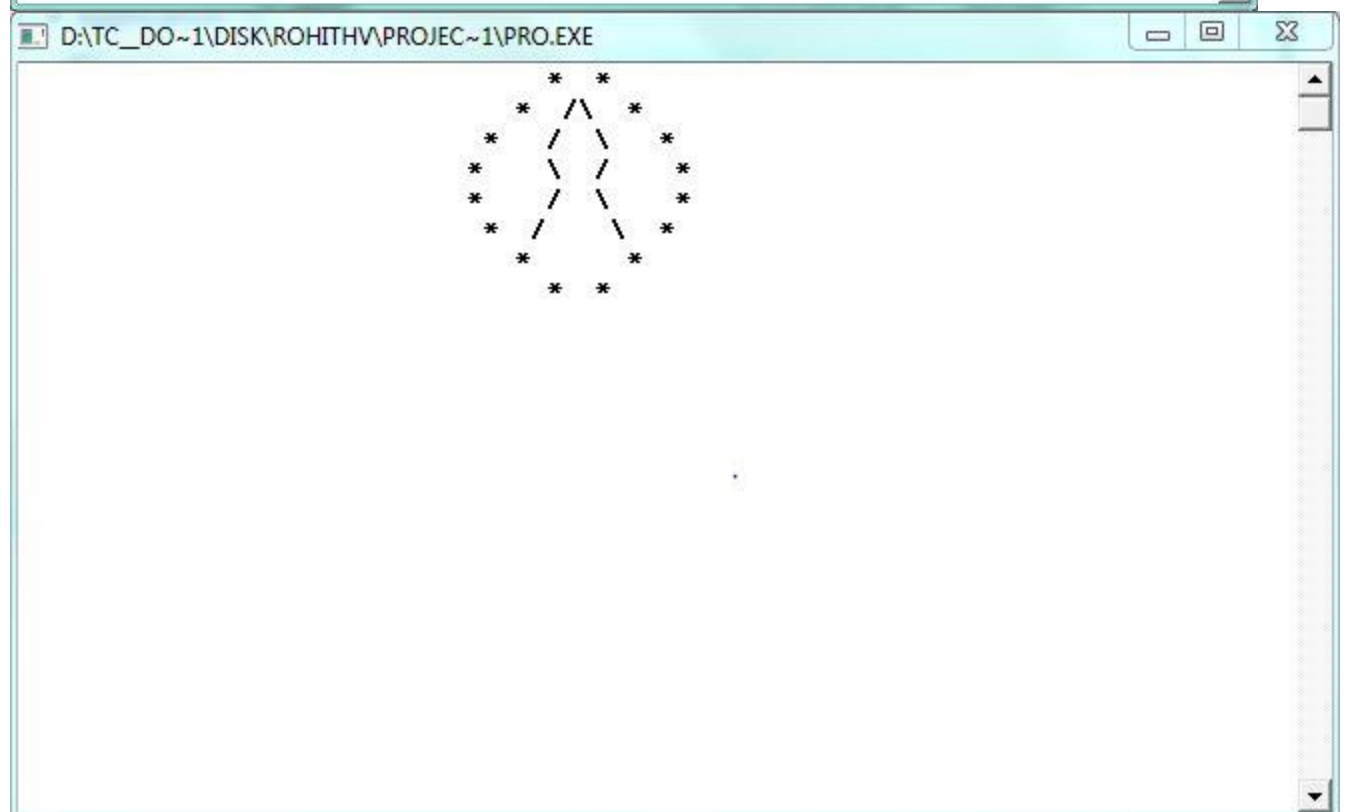 D:\TC__DO~1\DISK\ROHITHV\PROJEC~1\PRO.EXE
     *  *
   *  /\  *
 *   /  \   *
*    \  /    *
*    /  \    *
 *  /    \  *
   *      *
     *  *